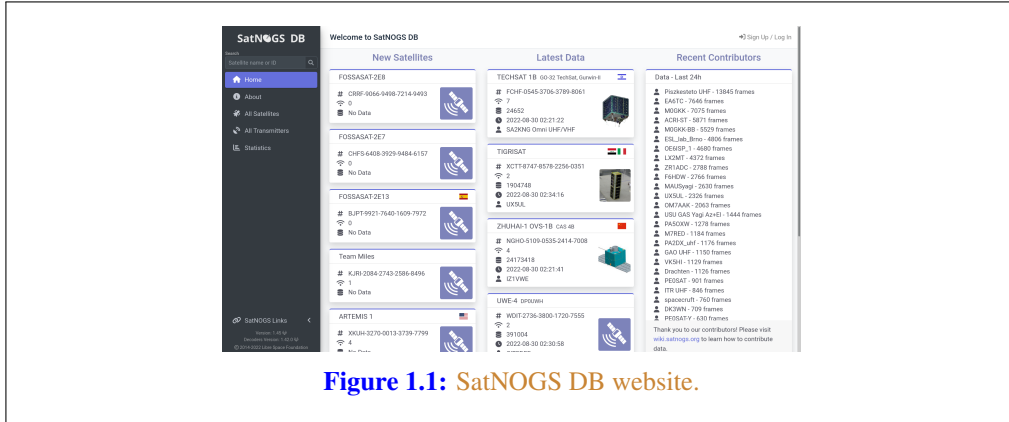 SatNOGS DB
Search
Satellite name or ID
Home
About
All Satellites
All Transmitters
Statistics
SatNOGS Links
Version: 1.49
© 2014-2022 Libre Space Foundation
Welcome to SatNOGS DB
Sign Up / Log In
New Satellites
FOSSASAT-2E8
# CRRF-9066-9498-7214-9493
0
No Data
FOSSASAT-2E7
# CHFS-6408-3929-9484-6157
0
No Data
FOSSASAT-2E13
# BJPT-9921-7640-1609-7972
0
No Data
Team Miles
# KJRI-2084-2743-2586-8496
1
No Data
ARTEMIS 1
# XKUH-3270-0013-3739-7799
4
No Data
Latest Data
TECHSAT 1B GO-32 TechSat, Gurwin-II
# FCHF-0545-3706-3789-8061
7
24652
2022-08-30 02:21:22
SA2KNG Omni UHF/VHF
TIGRISAT
# XCTT-8747-8578-2256-0351
2
1904748
2022-08-30 02:34:16
UX5UL
ZHUHAI-1 OVS-1B CAS 4B
# NGHO-5109-0535-2414-7008
4
24173418
2022-08-30 02:21:41
IZ1VWE
UWE-4 DP0UWH
# WDIT-2736-3800-1720-7555
2
391004
2022-08-30 02:30:58
Recent Contributors
Data - Last 24h
Piszkesteto UHF - 13845 frames
EA6TC - 7646 frames
M0GKK - 7075 frames
ACRI-ST - 5871 frames
M0GKK-BB - 5529 frames
ESL_lab_Brno - 4806 frames
OE6ISP_1 - 4680 frames
LX2MT - 4372 frames
ZR1ADC - 2788 frames
F6HDW - 2766 frames
MAUSyagi - 2630 frames
UX5UL - 2326 frames
OM7AAK - 2063 frames
USU GAS Yagi Az+El - 1444 frames
PA5OXW - 1278 frames
M7RED - 1184 frames
PA2DX_uhf - 1176 frames
GAO UHF - 1150 frames
VK5HI - 1129 frames
Drachten - 1126 frames
PE0SAT - 901 frames
ITR UHF - 846 frames
spacecruft - 760 frames
DK3WN - 709 frames
PE0SAT-Y - 630 frames
Thank you to our contributors! Please visit
wiki.satnogs.org to learn how to contribute
data.
Figure 1.1: SatNOGS DB website.